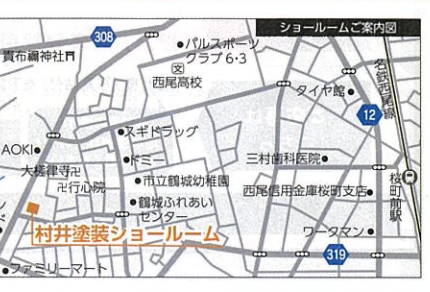 ショールームご案内図
308
パルスポーツ
クラブ6・3
貴布禰神社
文
西尾高校
名鉄西尾線
タイヤ館
12
スギドラッグ
AOKI
ドミー
三村歯科医院
大槎律寺卍
卍行心院
市立鶴城幼稚園
西尾信用金庫桜町支店
桜町前駅
鶴城ふれあい
センター
村井塗装ショールーム
ワータマン
319
ファミリーマート